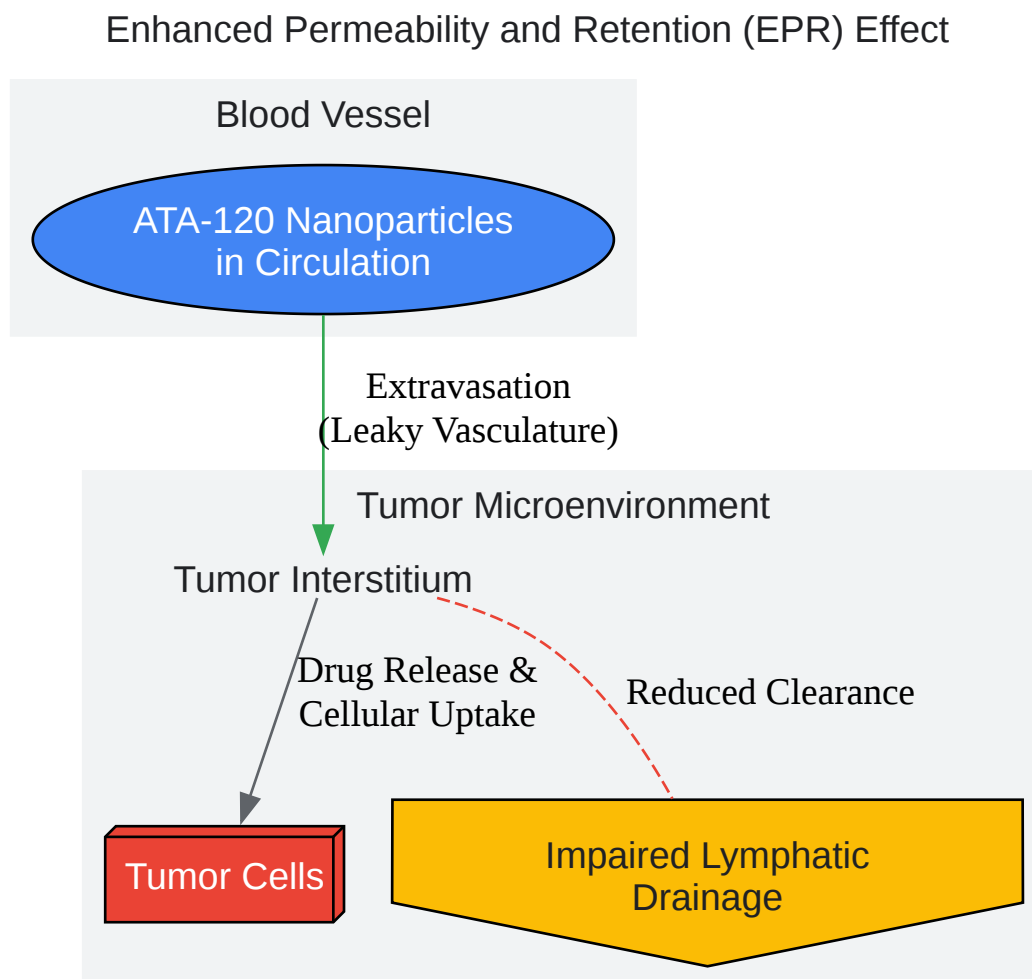 Enhanced Permeability and Retention (EPR) Effect
Blood Vessel
ATA-120 Nanoparticles
in Circulation
Extravasation
(Leaky Vasculature)
Tumor Microenvironment
Tumor Interstitium
Drug Release &
Cellular Uptake
Reduced Clearance
Tumor Cells
Impaired Lymphatic
Drainage